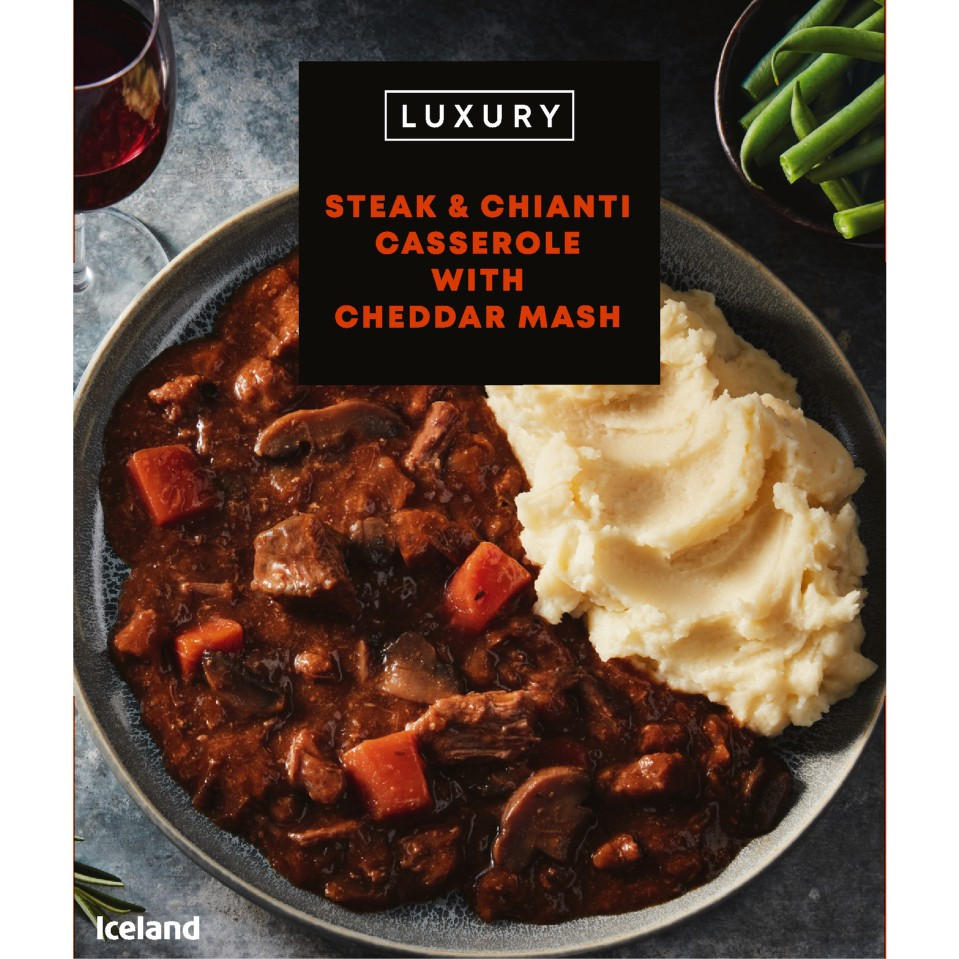 LUXURY
STEAK & CHIANTI
CASSEROLE
WITH
CHEDDAR MASH
Iceland